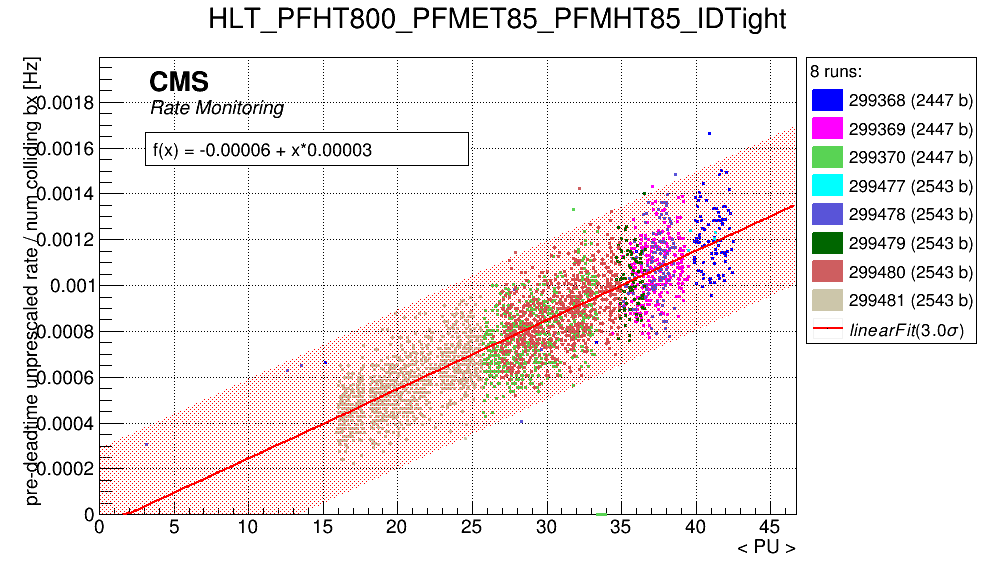 HLT_PFHT800_PFMET85_PFMHT85_IDTight
pre-deadtime unprescaled rate / num colliding bx [Hz]
CMS
Rate Monitoring
f(x) = -0.00006 + x*0.00003
0.0018
0.0016
0.0014
0.0012
0.001
0.0008
0.0006
0.0004
0.0002
0
0 5 10 15 20 25 30 35 40 45
< PU >
8 runs:
299368 (2447 b)
299369 (2447 b)
299370 (2447 b)
299477 (2543 b)
299478 (2543 b)
299479 (2543 b)
299480 (2543 b)
299481 (2543 b)
linearFit(3.0σ)